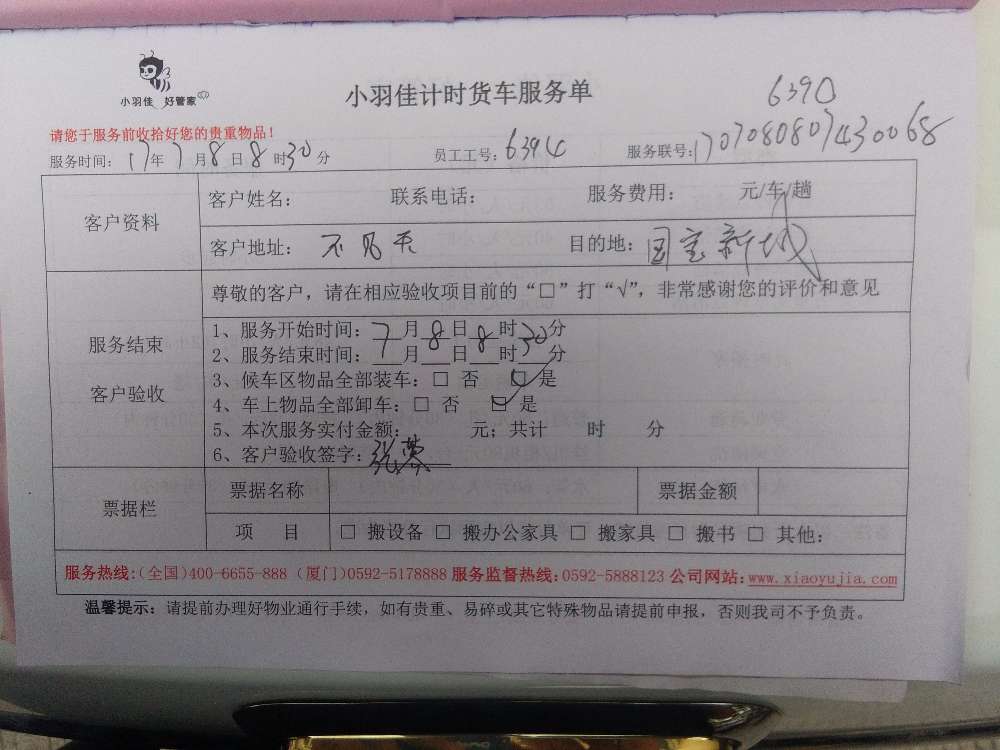 小羽佳 好管家
小羽佳计时货车服务单
6390
请您于服务前收拾好您的贵重物品！
服务时间：17年7月8日8时30分 员工工号：6394 服务联号：170708080743​0068
客户资料
客户姓名： 联系电话： 服务费用： 元/车/趟
客户地址：不见天 目的地：国宝新城
服务结束
客户验收
尊敬的客户，请在相应验收项目前的“□”打“√”，非常感谢您的评价和意见
1、服务开始时间：7月8日8时30分
2、服务结束时间： 月 日 时 分
3、候车区物品全部装车：□ 否 ☑ 是
4、车上物品全部卸车：□ 否 ☑ 是
5、本次服务实付金额： 元；共计 时 分
6、客户验收签字：
票据栏
票据名称 票据金额
项 目 □ 搬设备 □ 搬办公家具 □ 搬家具 □ 搬书 □ 其他：
服务热线：(全国)400-6655-888 (厦门)0592-5178888 服务监督热线：0592-5888123 公司网站：www.xiaoyujia.com
温馨提示：请提前办理好物业通行手续，如有贵重、易碎或其它特殊物品请提前申报，否则我司不予负责。